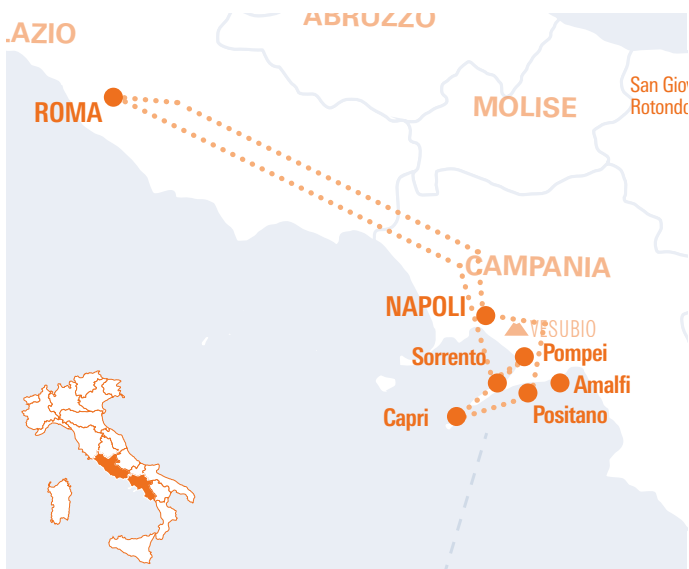 ABRUZZO
.AZIO
San Giov
Rotondo
MOLISE
ROMA
CAMPANIA
NAPOLI
VESUBIO
Sorrento
Pompei
Amalfi
Capri
Positano